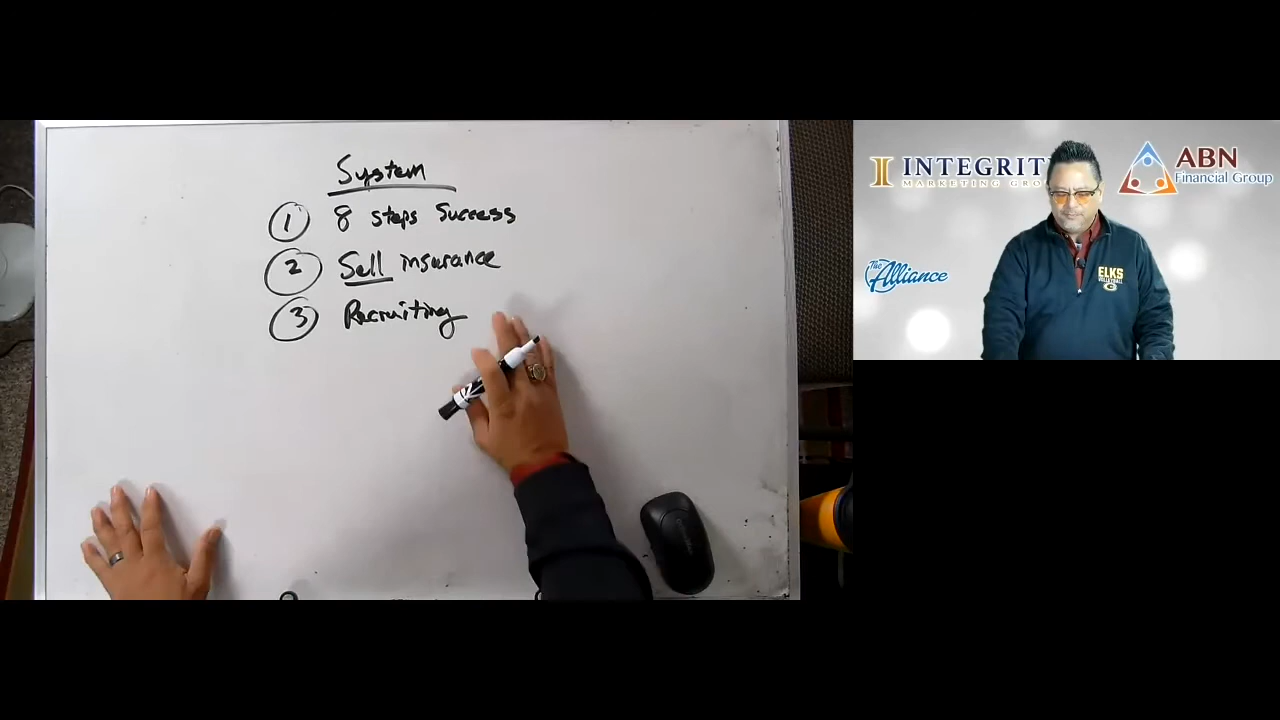 System
1 8 steps Success
2 Sell insurance
3 Recruiting
INTEGRIT
MARKETING GRO
ABN
Financial Group
The
Alliance
ELKS
VOLLEYBALL
C